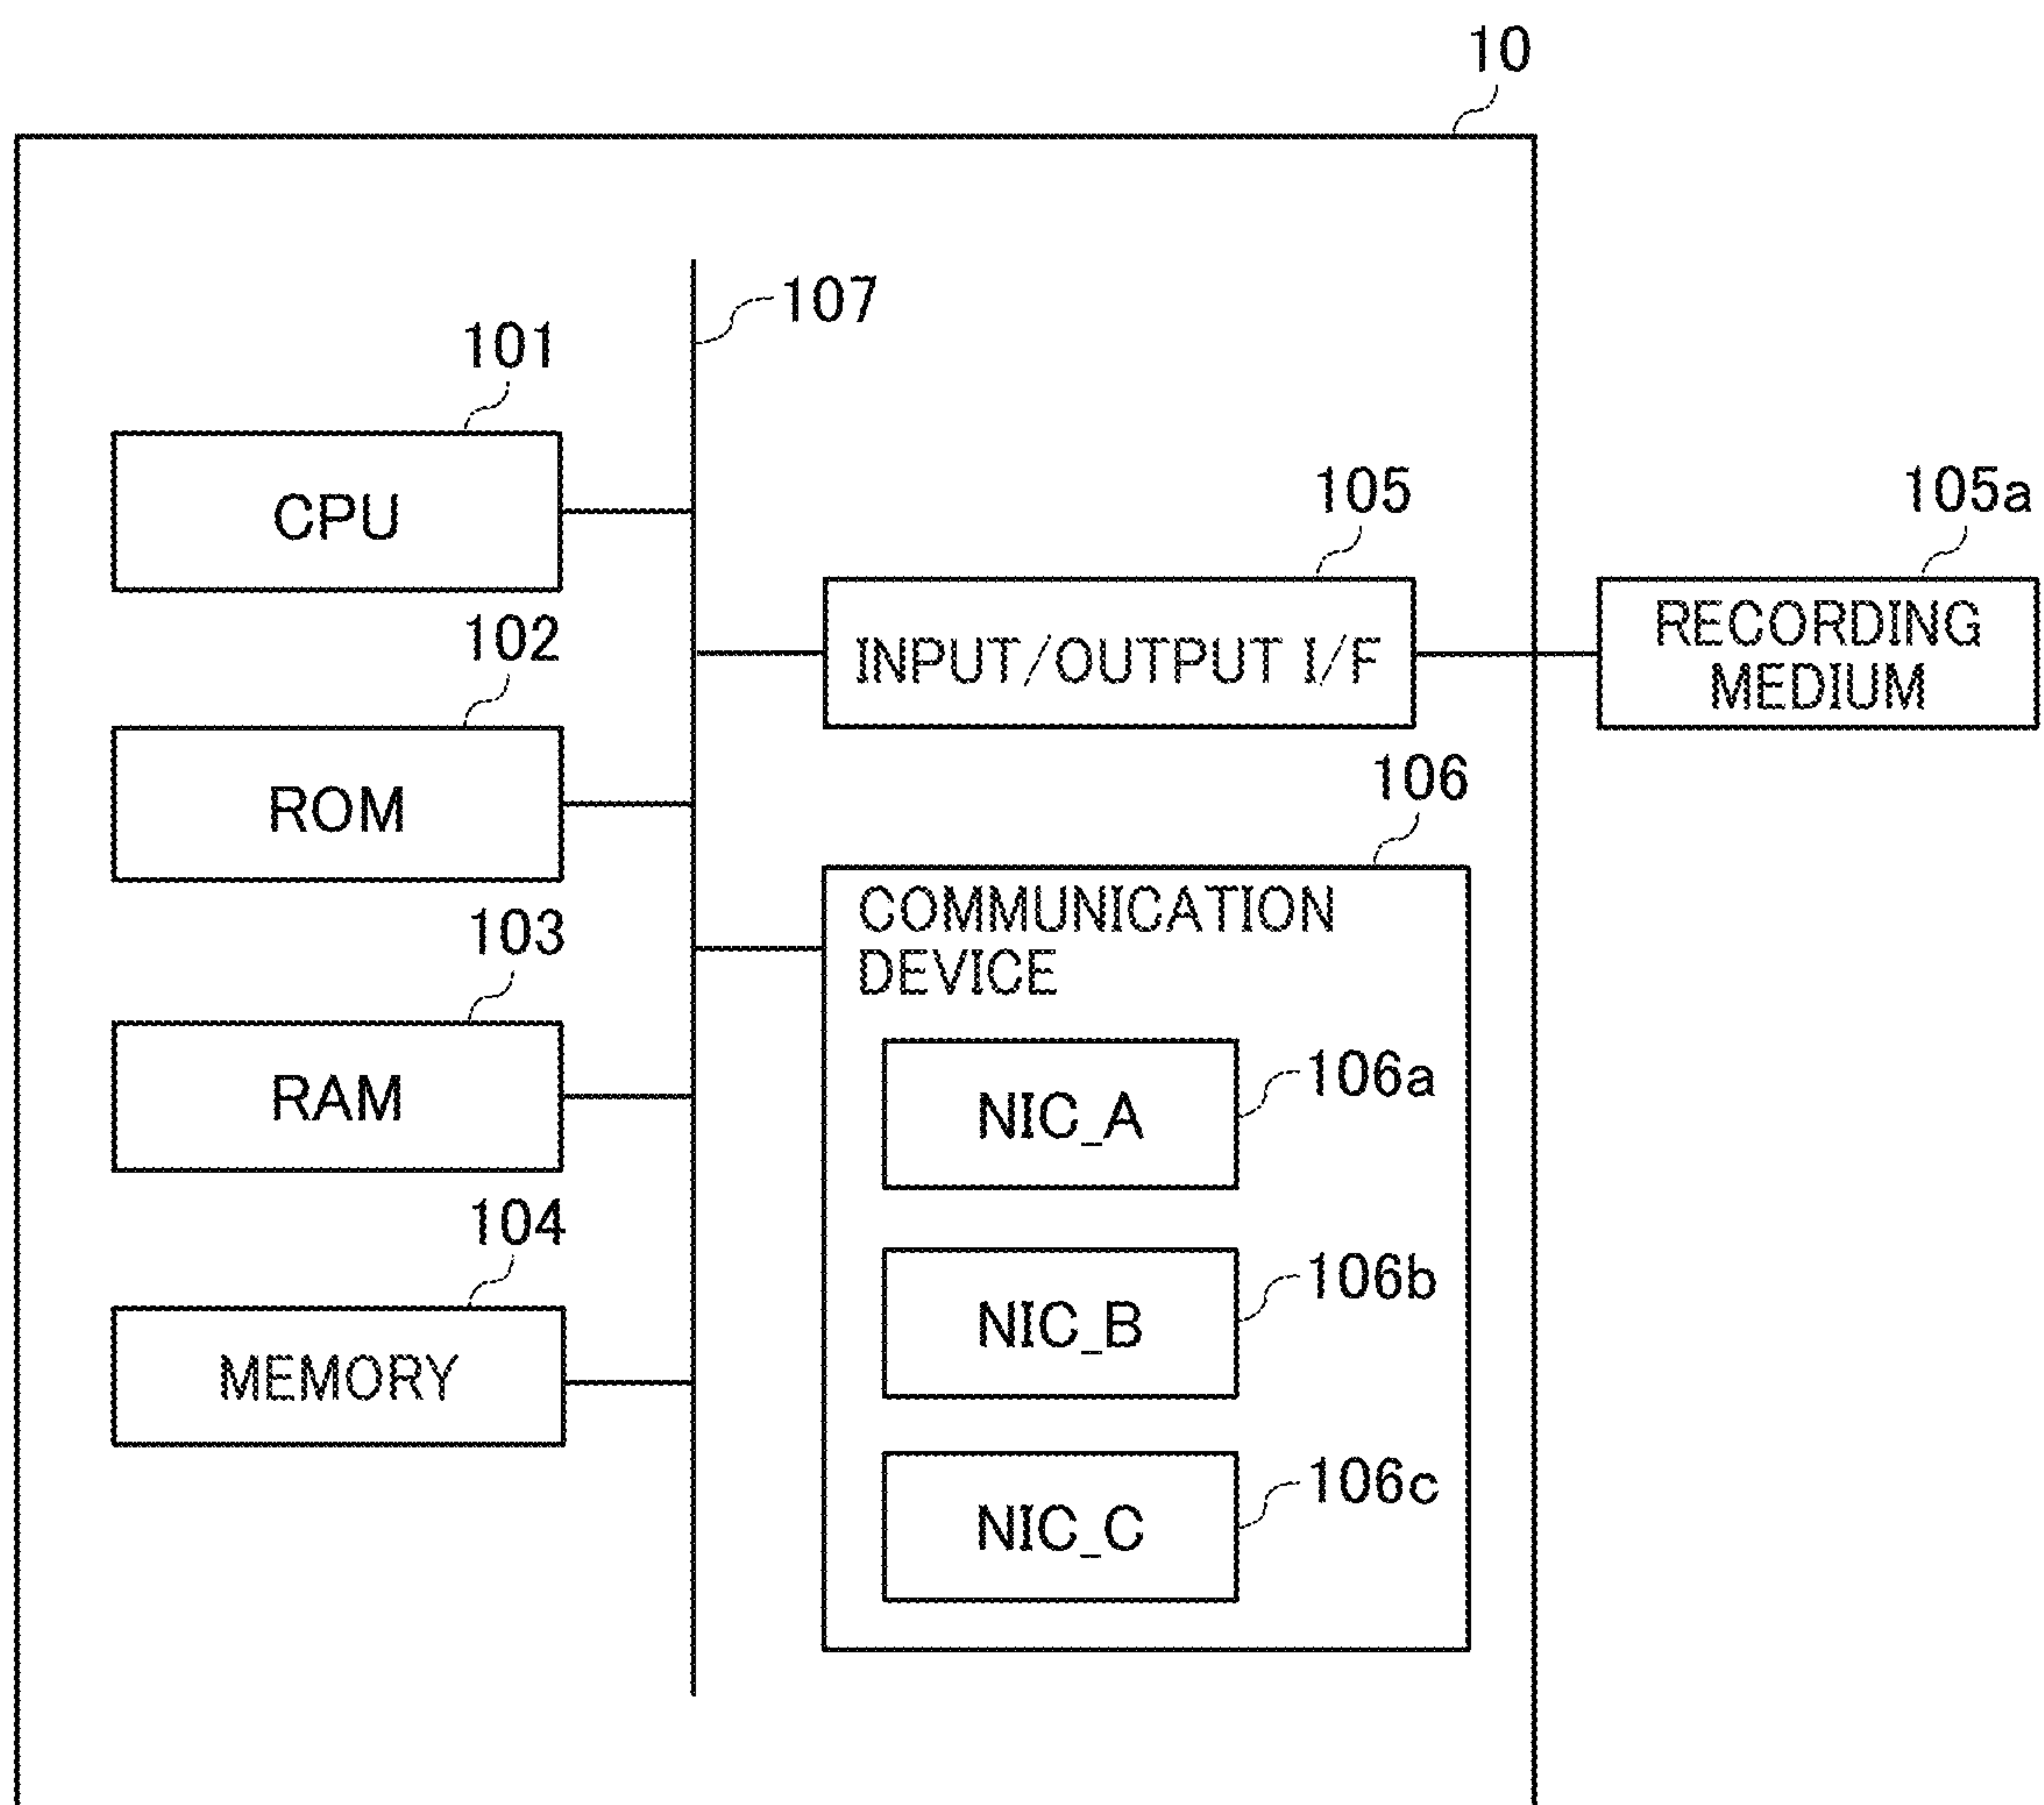 10
107
101
CPU
105
INPUT/OUTPUT I/F
105a
RECORDING
MEDIUM
102
ROM
106
COMMUNICATION
DEVICE
103
RAM
NIC_A
106a
104
MEMORY
NIC_B
106b
NIC_C
106c